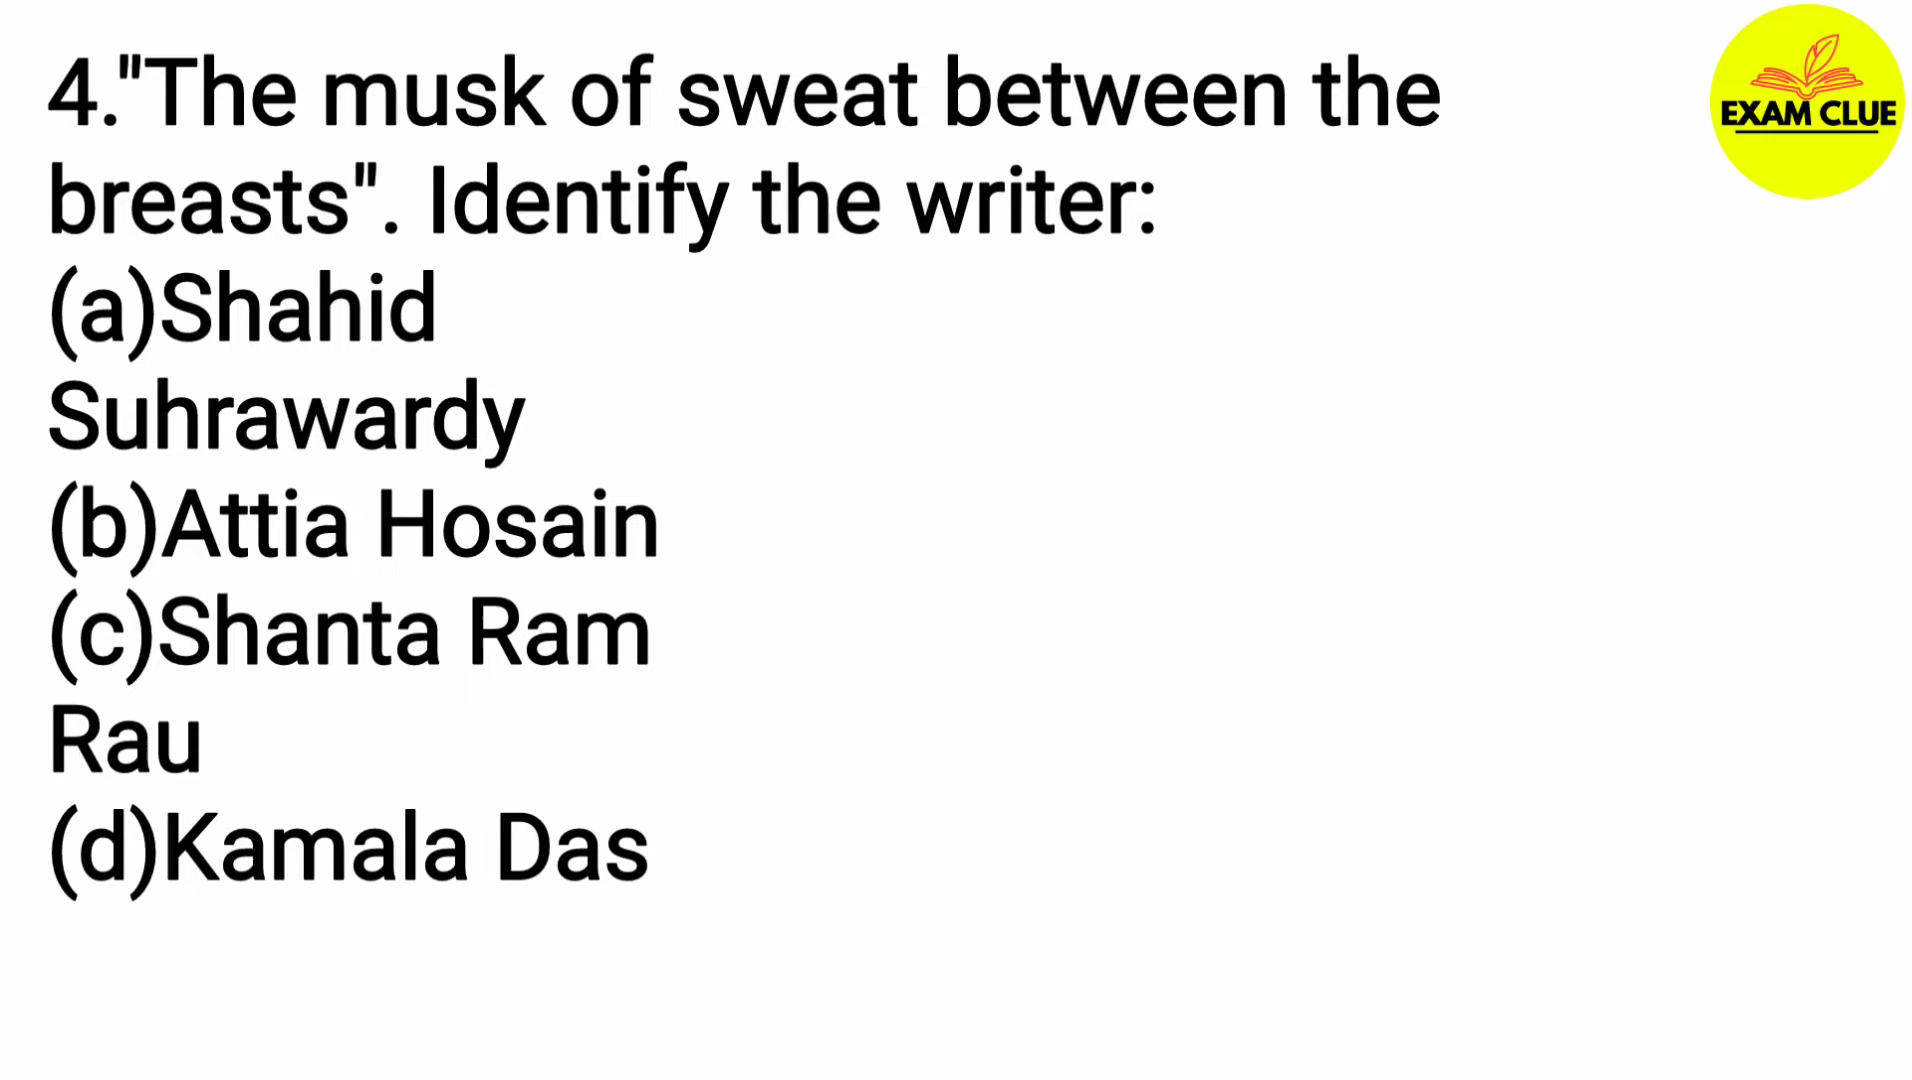 4."The musk of sweat between the
breasts". Identify the writer:
(a)Shahid
Suhrawardy
(b)Attia Hosain
(c)Shanta Ram
Rau
(d)Kamala Das
EXAM CLUE